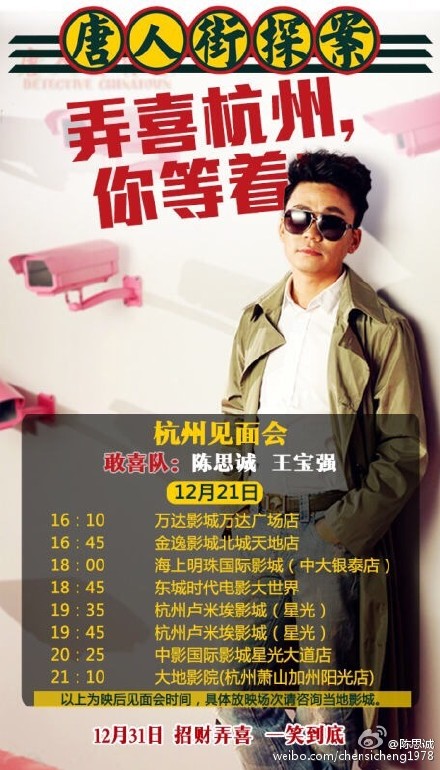 唐人街探案
DETECTIVE CHINATOWN
弄喜杭州,
你等着
杭州见面会
敢喜队：陈思诚 王宝强
12月21日
16：10 万达影城万达广场店
16：45 金逸影城北城天地店
18：00 海上明珠国际影城（中大银泰店）
18：45 东城时代电影大世界
19：35 杭州卢米埃影城（星光）
19：45 杭州卢米埃影城（星光）
20：25 中影国际影城星光大道店
21：10 大地影院(杭州萧山加州阳光店)
以上为映后见面会时间，具体放映场次请咨询当地影城。
12月31日 招财弄喜 一笑到底
@陈思诚
weibo.com/chensicheng1978